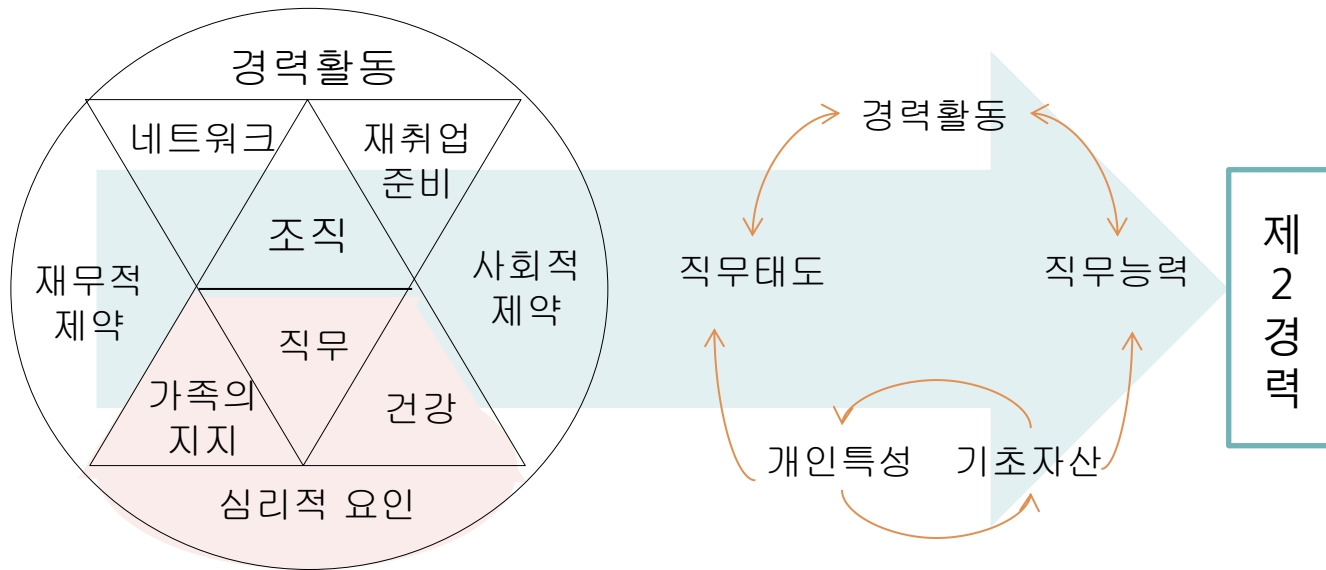 경력활동
네트워크
재취업
준비
조직
재무적
제약
사회적
제약
직무
가족의
지지
건강
심리적 요인
경력활동
직무태도
직무능력
개인특성
기초자산
제
2
경
력